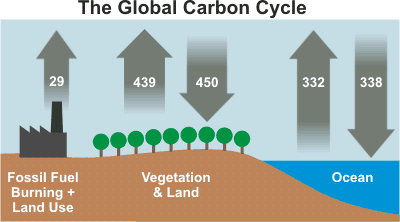 The Global Carbon Cycle
29
439
450
332
338
Fossil Fuel
Burning +
Land Use
Vegetation
& Land
Ocean